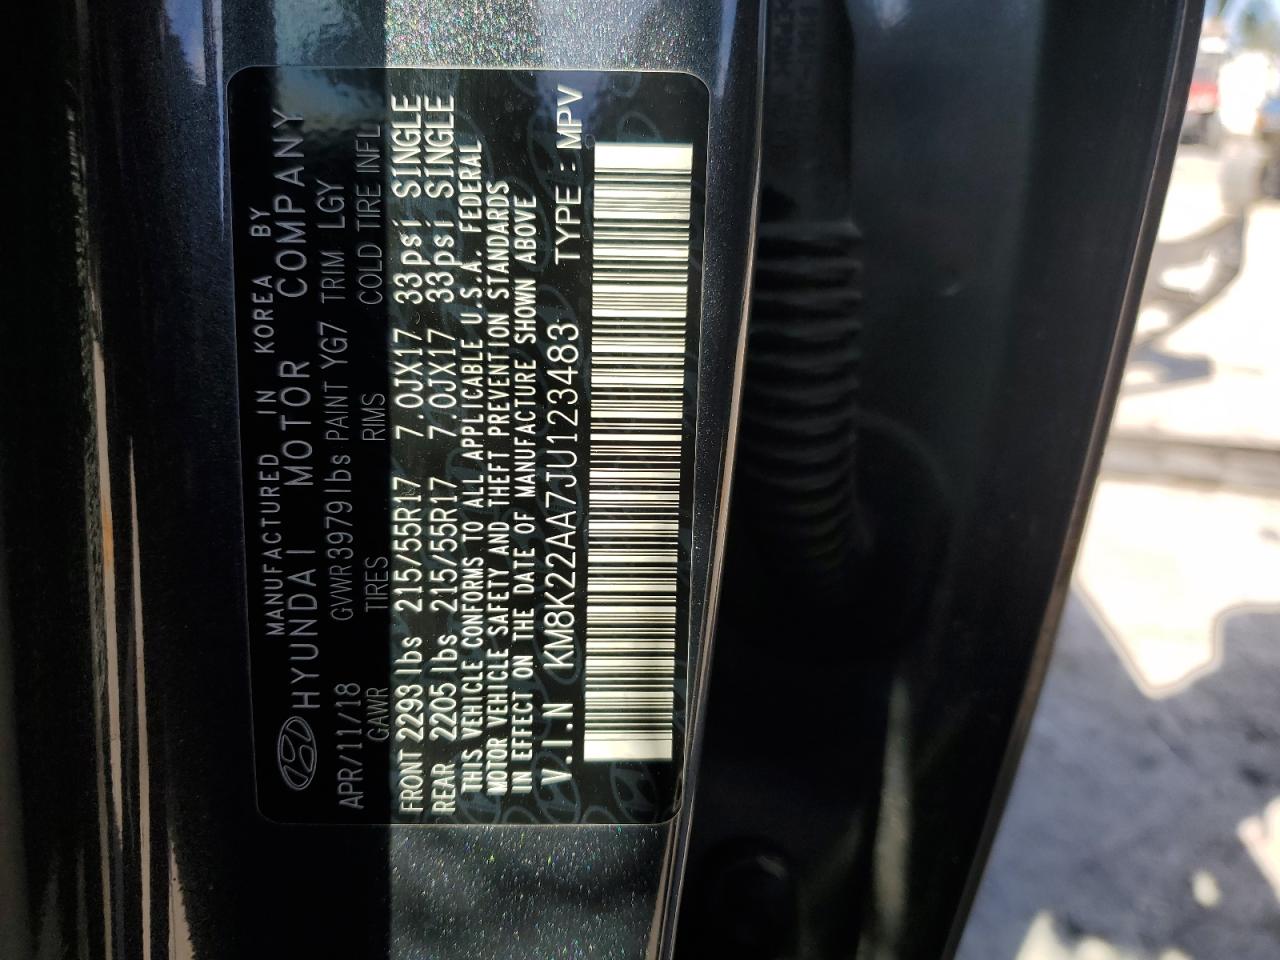 MANUFACTURED IN KOREA BY
HYUNDAI MOTOR COMPANY
APR/11/18 GVWR 3979lbs PAINT YG7 TRIM LGY
GAWR TIRES RIMS COLD TIRE INFL
FRONT 2293lbs 215/55R17 7.0JX17 33psi SINGLE
REAR 2205lbs 215/55R17 7.0JX17 33psi SINGLE
THIS VEHICLE CONFORMS TO ALL APPLICABLE U.S.A. FEDERAL
MOTOR VEHICLE SAFETY AND THEFT PREVENTION STANDARDS
IN EFFECT ON THE DATE OF MANUFACTURE SHOWN ABOVE
V.I.N KM8K22AA7JU123483 TYPE : MPV